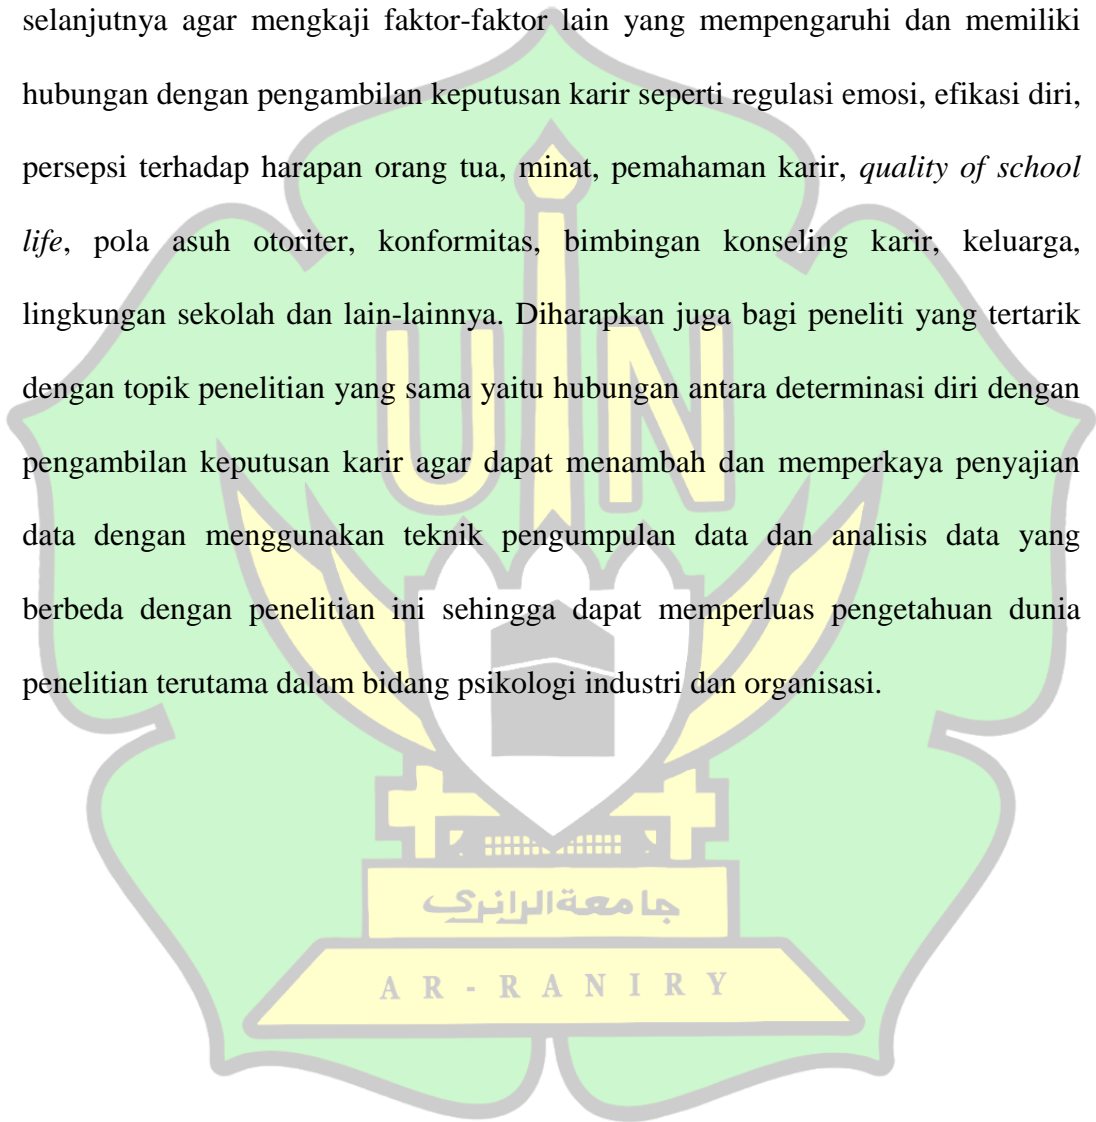 selanjutnya agar mengkaji faktor-faktor lain yang mempengaruhi dan memiliki
hubungan dengan pengambilan keputusan karir seperti regulasi emosi, efikasi diri,
persepsi terhadap harapan orang tua, minat, pemahaman karir, quality of school
life, pola asuh otoriter, konformitas, bimbingan konseling karir, keluarga,
lingkungan sekolah dan lain-lainnya. Diharapkan juga bagi peneliti yang tertarik
dengan topik penelitian yang sama yaitu hubungan antara determinasi diri dengan
pengambilan keputusan karir agar dapat menambah dan memperkaya penyajian
data dengan menggunakan teknik pengumpulan data dan analisis data yang
berbeda dengan penelitian ini sehingga dapat memperluas pengetahuan dunia
penelitian terutama dalam bidang psikologi industri dan organisasi.
UIN
جامعةالرانرك
AR-RANIRY